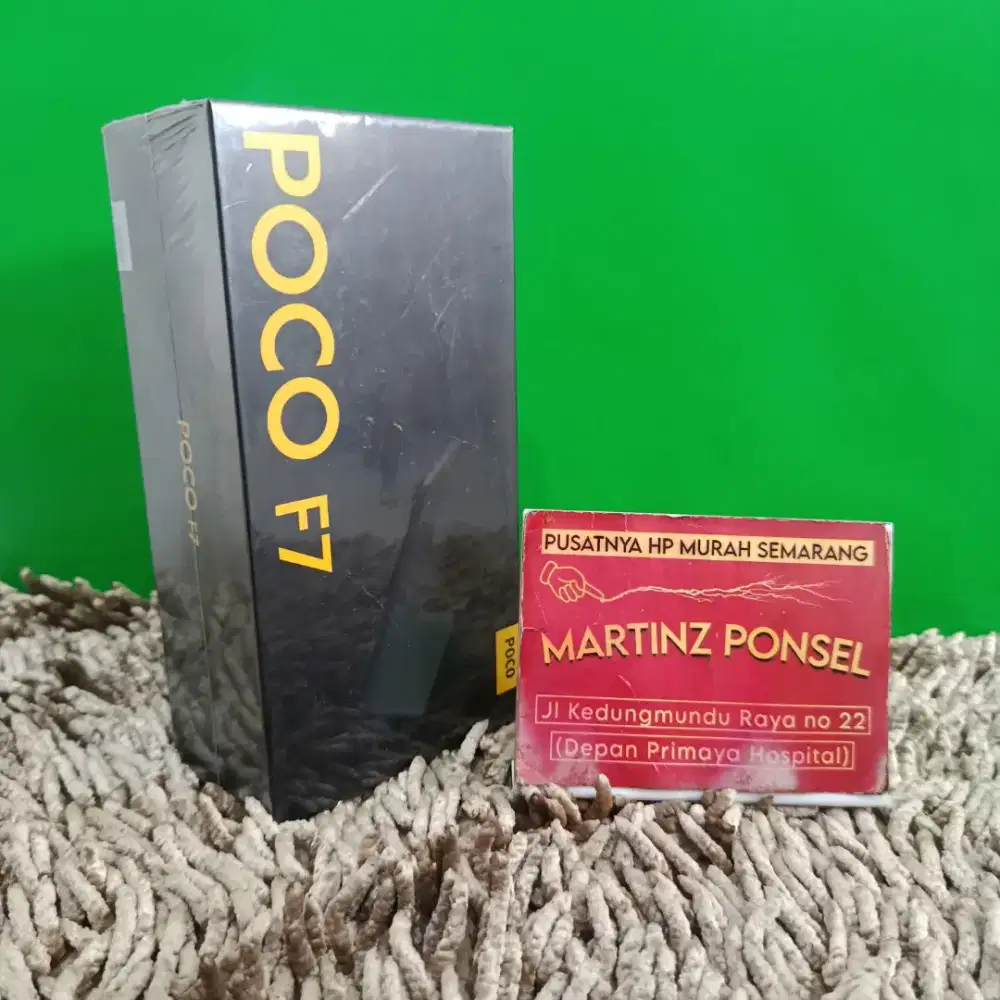 POCO F7
POCO F7
POCO
PUSATNYA HP MURAH SEMARANG
MARTINZ PONSEL
Jl Kedungmundu Raya no 22
(Depan Primaya Hospital)